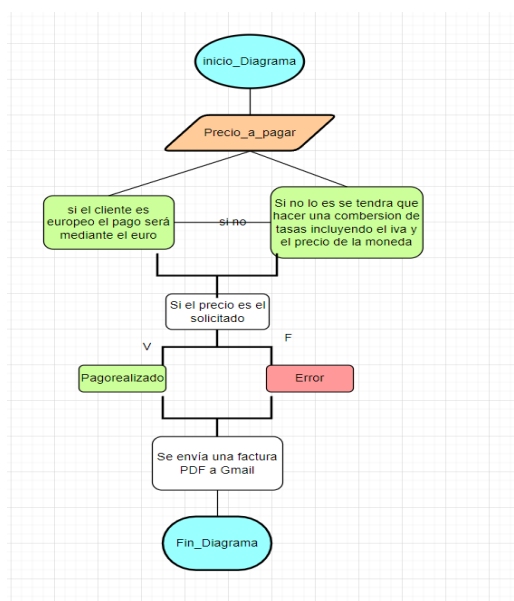 inicio_Diagrama
Precio_a_pagar
si el cliente es
europeo el pago será
mediante el euro
si no
Si no lo es se tendra que
hacer una combersion de
tasas incluyendo el iva y
el precio de la moneda
Si el precio es el
solicitado
V
F
Pagorealizado
Error
Se envía una factura
PDF a Gmail
Fin_Diagrama